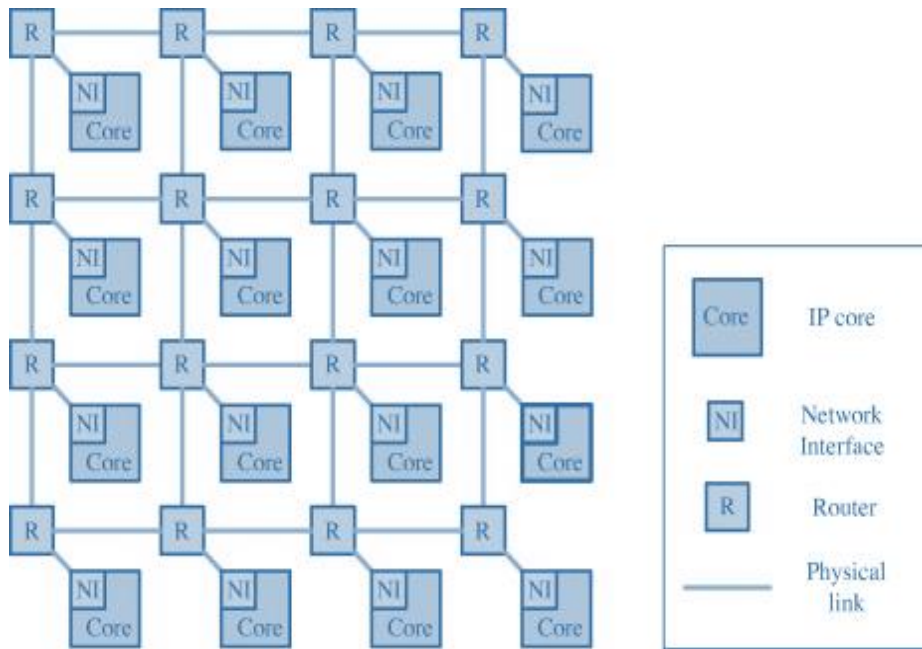 R R R R
NI NI NI NI
Core Core Core Core
R R R R
NI NI NI NI
Core Core Core Core
R R R R
NI NI NI NI
Core Core Core Core
R R R R
NI NI NI NI
Core Core Core Core
Core IP core
NI Network
Interface
R Router
Physical
link